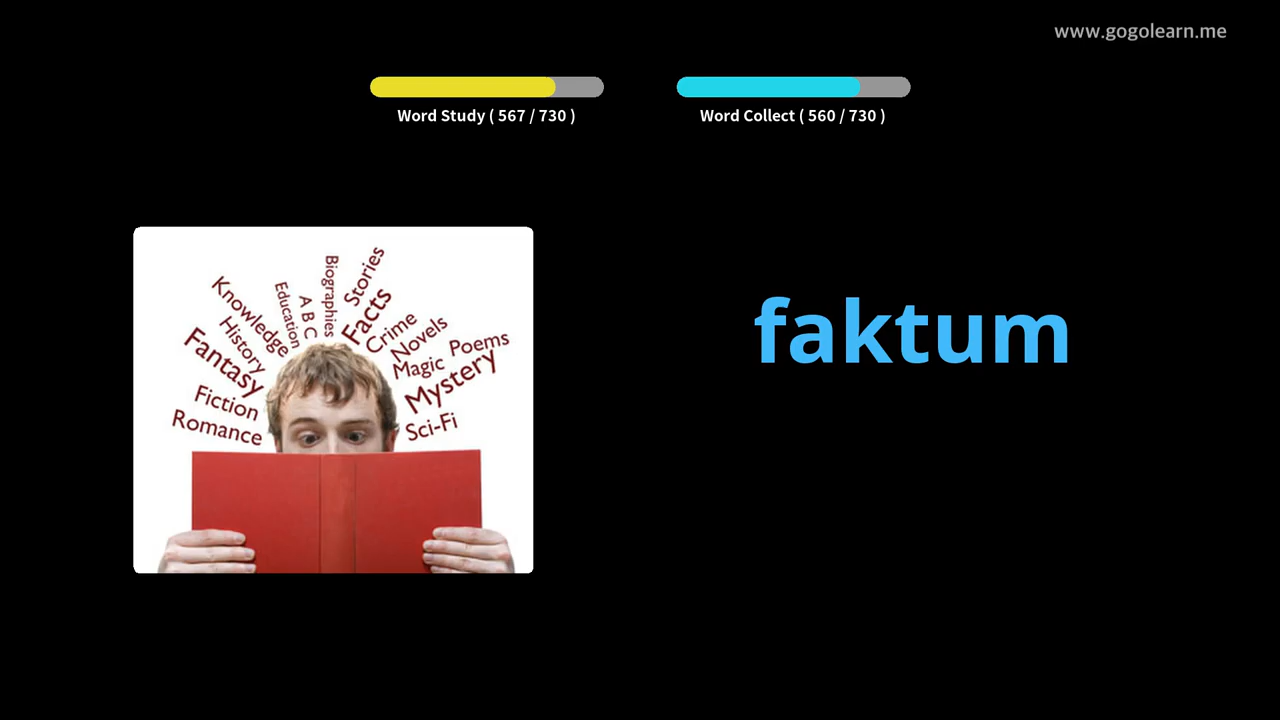 www.gogolearn.me
Word Study ( 567 / 730 )
Word Collect ( 560 / 730 )
faktum
Romance
Fiction
Fantasy
History
Knowledge
Education
A B C
Biographies
Stories
Facts
Crime
Novels
Magic
Poems
Mystery
Sci-Fi